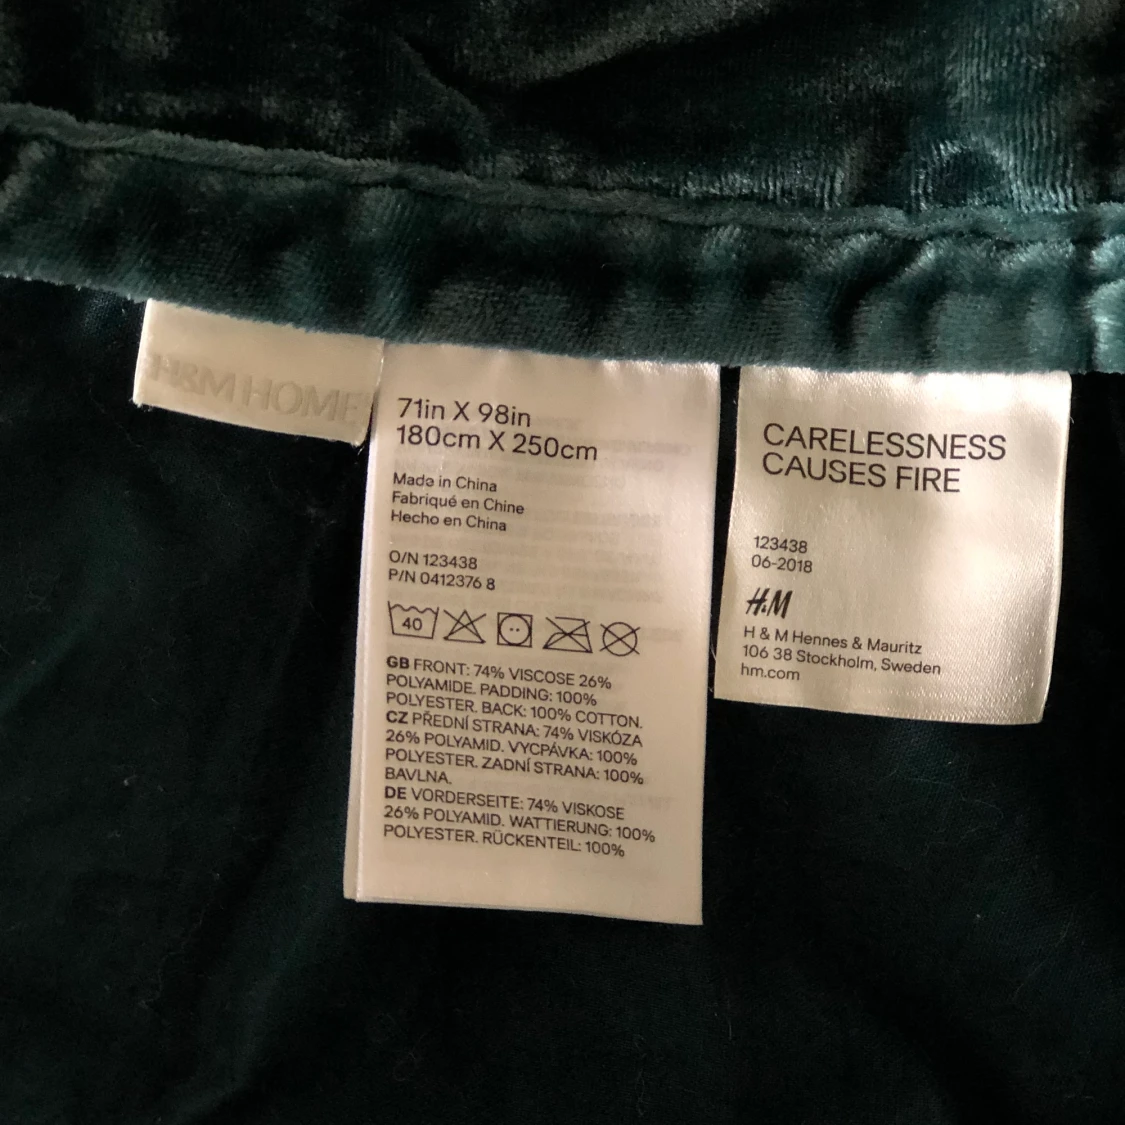 H&M HOME
71in X 98in
180cm X 250cm
Made in China
Fabriqué en Chine
Hecho en China
O/N 123438
P/N 0412376 8
40
GB FRONT: 74% VISCOSE 26%
POLYAMIDE. PADDING: 100%
POLYESTER. BACK: 100% COTTON.
CZ PŘEDNÍ STRANA: 74% VISKÓZA
26% POLYAMID. VYCPÁVKA: 100%
POLYESTER. ZADNÍ STRANA: 100%
BAVLNA.
DE VORDERSEITE: 74% VISKOSE
26% POLYAMID. WATTIERUNG: 100%
POLYESTER. RÜCKENTEIL: 100%
CARELESSNESS
CAUSES FIRE
123438
06-2018
H&M
H & M Hennes & Mauritz
106 38 Stockholm, Sweden
hm.com